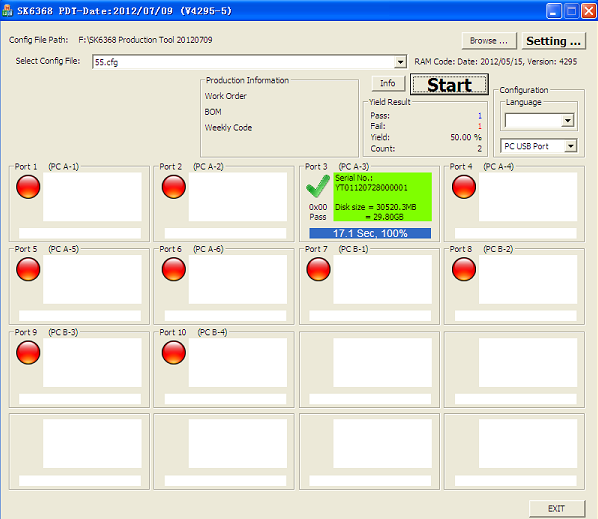 SK6368 PDT-Date:2012/07/09 (V4295-5)
Config File Path: F:\SK6368 Production Tool 20120709
Browse ...
Setting ...
Select Config File: 55.cfg
RAM Code: Date: 2012/05/15, Version: 4295
Production Information
Work Order
BOM
Weekly Code
Info
Start
Yield Result
Pass: 1
Fail: 1
Yield: 50.00 %
Count: 2
Configuration
Language
PC USB Port
Port 1 (PC A-1)
Port 2 (PC A-2)
Port 3 (PC A-3)
Serial No.:
YT01120728000001
0x00
Pass
Disk size = 30520.3MB
= 29.80GB
17.1 Sec, 100%
Port 4 (PC A-4)
Port 5 (PC A-5)
Port 6 (PC A-6)
Port 7 (PC B-1)
Port 8 (PC B-2)
Port 9 (PC B-3)
Port 10 (PC B-4)
EXIT